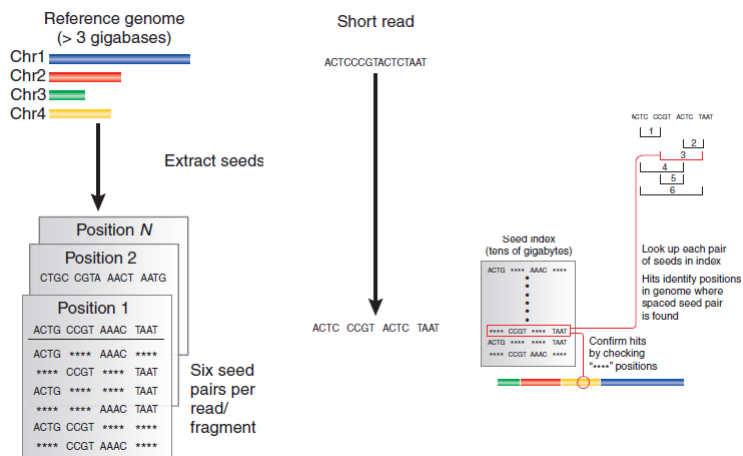 Reference genome
(> 3 gigabases)
Chr1
Chr2
Chr3
Chr4
Extract seeds
Position N
Position 2
CTGC CGTA AACT AATG
Position 1
ACTG CCGT AAAC TAAT
ACTG **** AAAC ****
**** CCGT **** TAAT
ACTG **** **** TAAT
**** **** AAAC TAAT
ACTG CCGT **** ****
**** CCGT AAAC ****
Six seed
pairs per
read/
fragment
Short read
ACTCCCGTACTCTAAT
ACTC CCGT ACTC TAAT
ACTC CCGT ACTC TAAT
1
2
3
4
5
6
Seed index
(tens of gigabytes)
ACTG **** AAAC ****
**** CCGT **** TAAT
ACTG **** **** TAAT
**** CCGT AAAC ****
Look up each pair
of seeds in index
Hits identify positions
in genome where
spaced seed pair
is found
Confirm hits
by checking
"****" positions